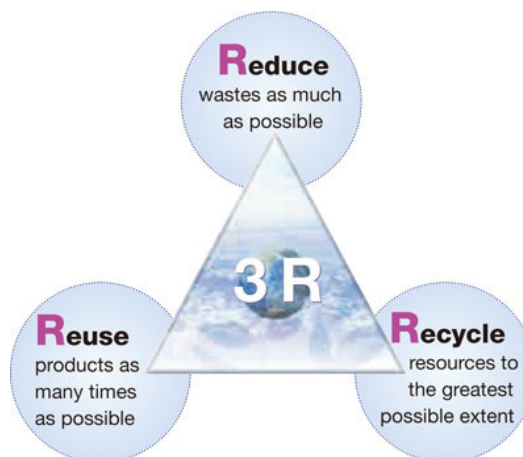 Reduce
wastes as much
as possible
3 R
Reuse
products as
many times
as possible
Recycle
resources to
the greatest
possible extent